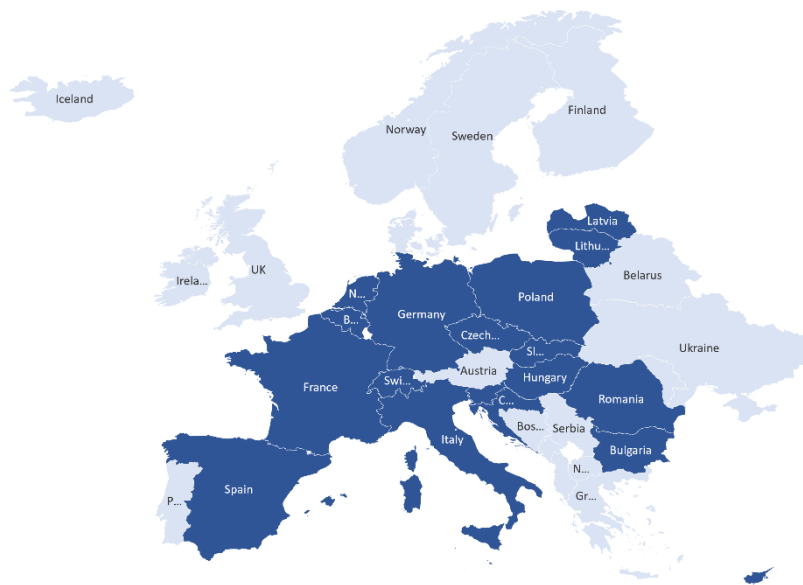 Iceland
Norway
Sweden
Finland
Latvia
Lithu...
Irela...
UK
Belarus
N...
B...
Germany
Poland
Czech...
Ukraine
Sl...
Austria
France
Swi...
Hungary
C...
Romania
Bos...
Serbia
Italy
Bulgaria
N...
Spain
P...
Gr...